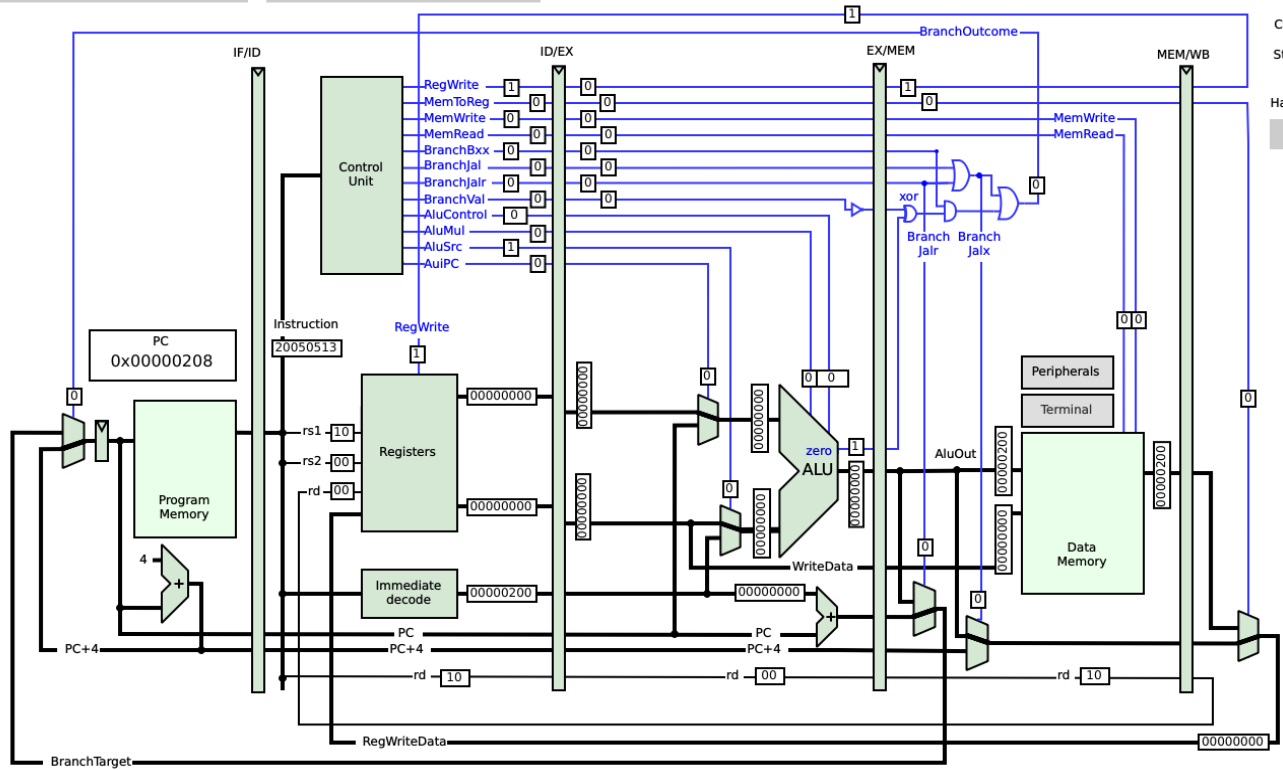 1
BranchOutcome
C
IF/ID
ID/EX
EX/MEM
MEM/WB
St
RegWrite 1 0 1
MemToReg 0 0 0
Ha
MemWrite 0 0 MemWrite
MemRead 0 0 MemRead
BranchBxx 0 0
BranchJal 0 0
BranchJalr 0 0 0
BranchVal 0 0 xor
AluControl 0
AluMul 0
AluSrc 1
AuiPC 0
Control
Unit
Branch
Jalr
Branch
Jalx
Instruction
20050513
RegWrite
1
PC
0x00000208
0
0
0 0
0 0
0
Peripherals
Terminal
00000000
00000000
00000000
rs1 10
rs2 00
rd 00
Registers
00000000
00000000
0
00000000
zero 1
ALU
00000000
AluOut
00000200
00000000
00000200
Program
Memory
Data
Memory
4
+
WriteData
0
Immediate
decode
00000200
00000000
+
0
PC
PC
PC+4
PC+4
PC+4
rd 10
rd 00
rd 10
RegWriteData
00000000
BranchTarget